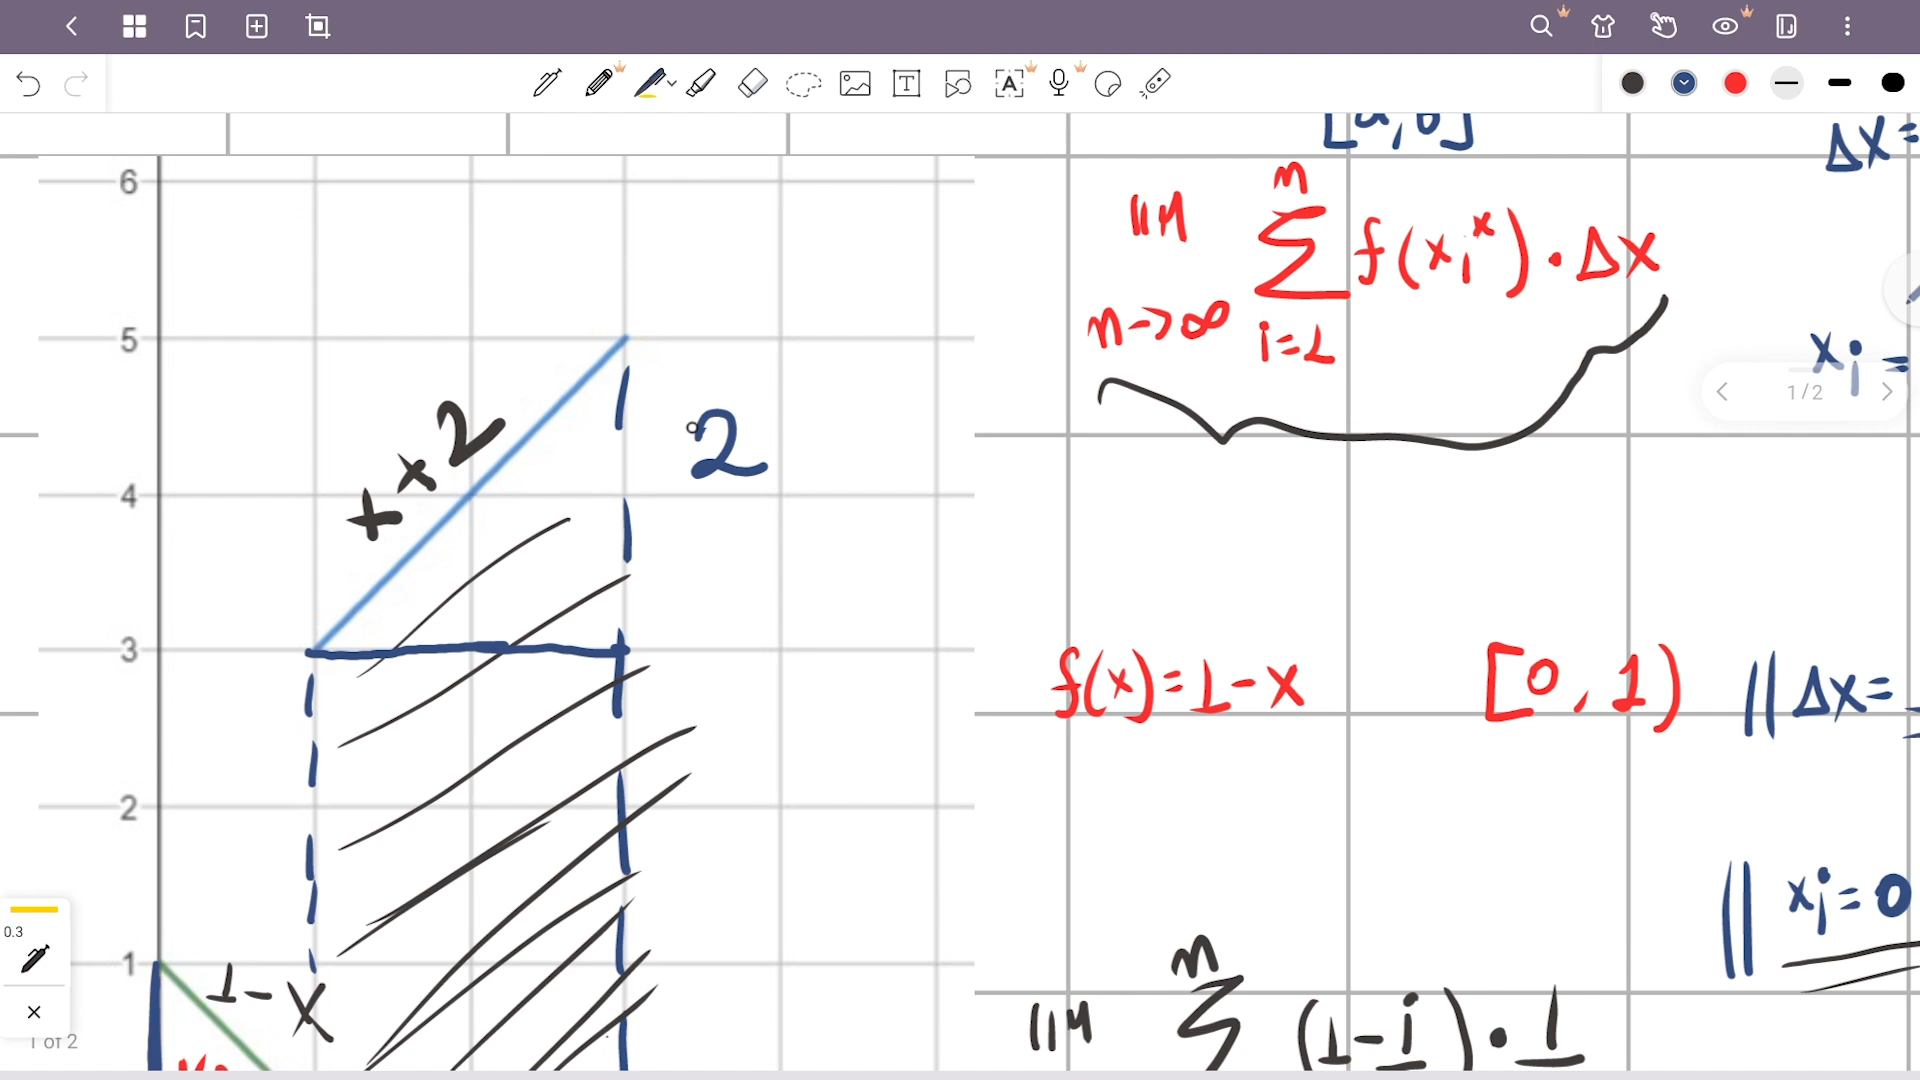 [a,b]
Δx=
lim n→∞ n Σ i=1 f(xi*)·Δx
xi =
1/2
6
5
4
3
2
1
x+2
2
f(x)=1-x [0,1) || Δx=
|| xi=0
1-x
lim n Σ (1-i)·1
0.3
1 of 2